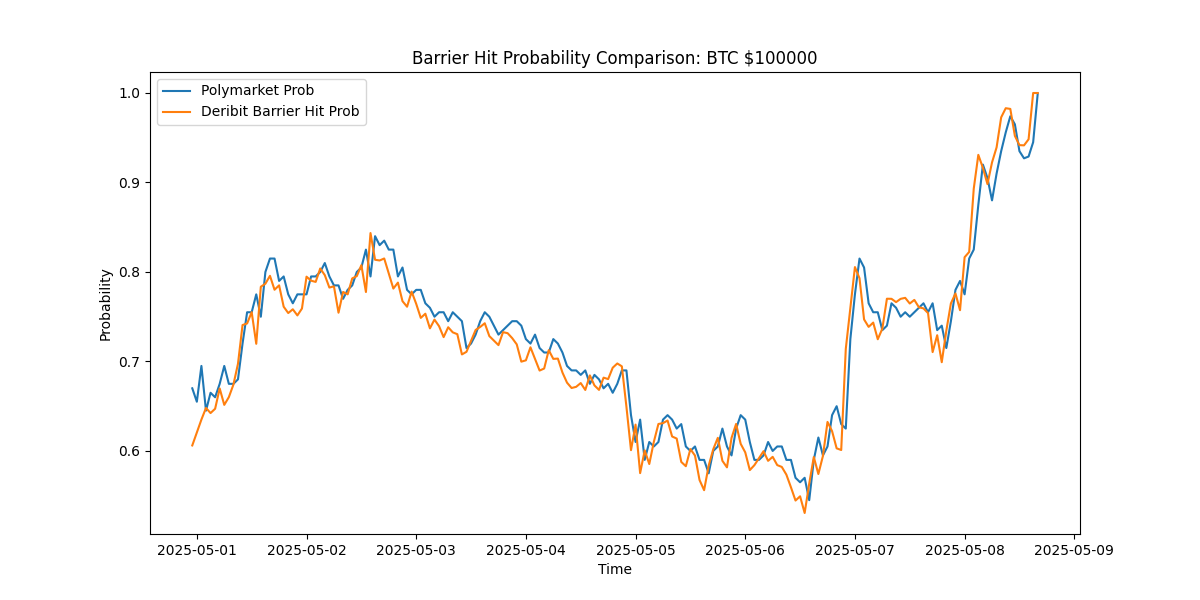 Barrier Hit Probability Comparison: BTC $100000
Polymarket Prob
Deribit Barrier Hit Prob
Probability
1.0
0.9
0.8
0.7
0.6
2025-05-01 2025-05-02 2025-05-03 2025-05-04 2025-05-05 2025-05-06 2025-05-07 2025-05-08 2025-05-09
Time